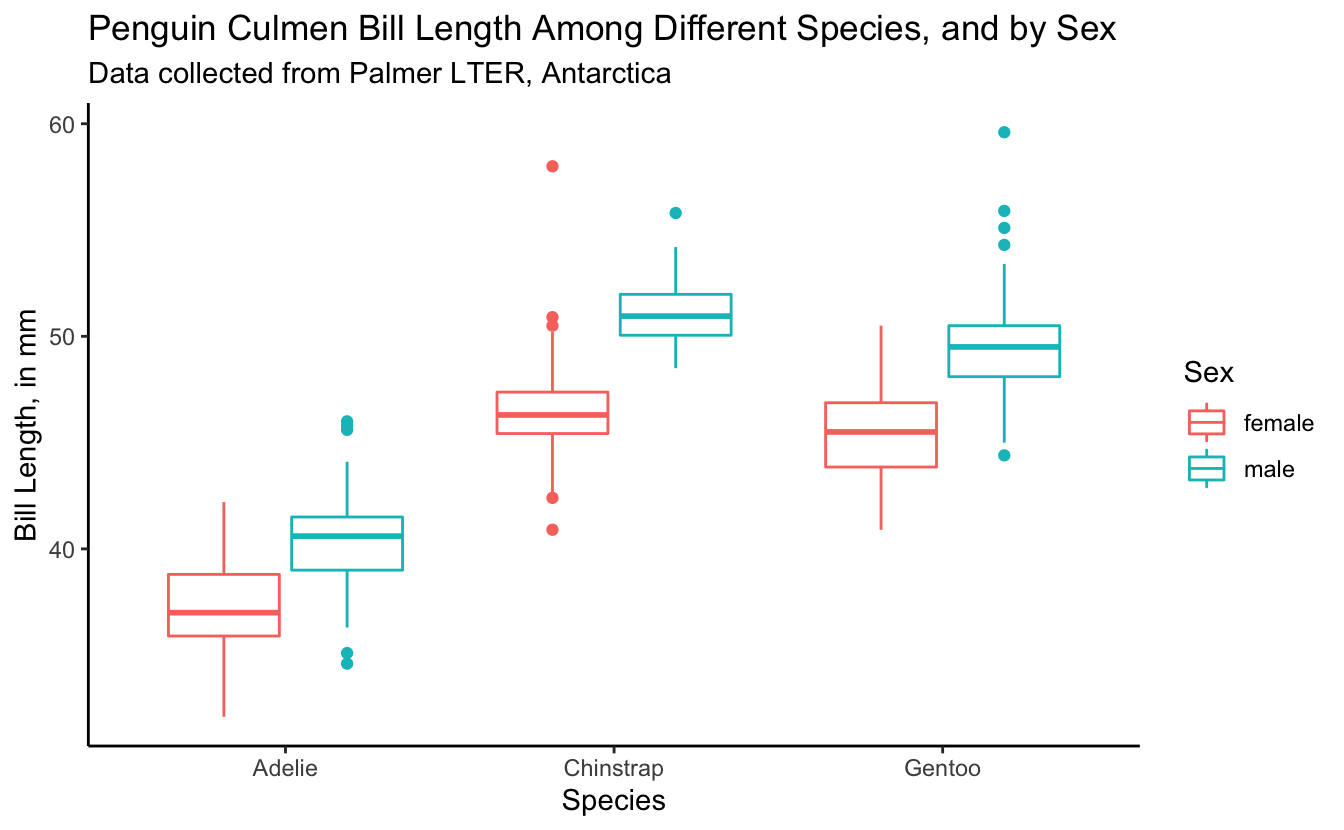 Penguin Culmen Bill Length Among Different Species, and by Sex
Data collected from Palmer LTER, Antarctica
60
50
40
Bill Length, in mm
Adelie
Chinstrap
Gentoo
Species
Sex
female
male